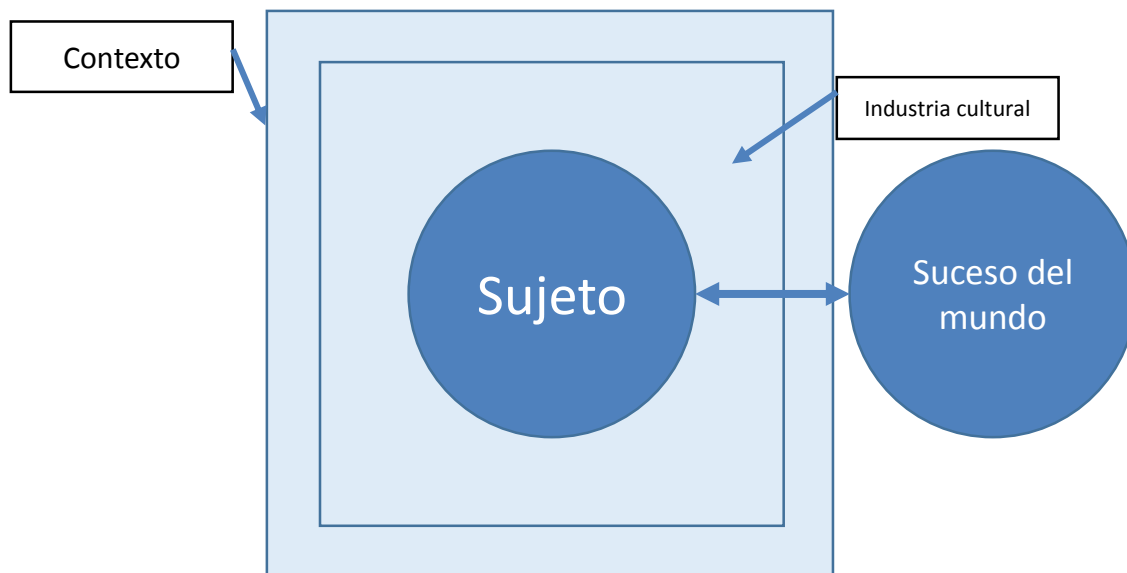 Contexto
Industria cultural
Sujeto
Suceso del
mundo